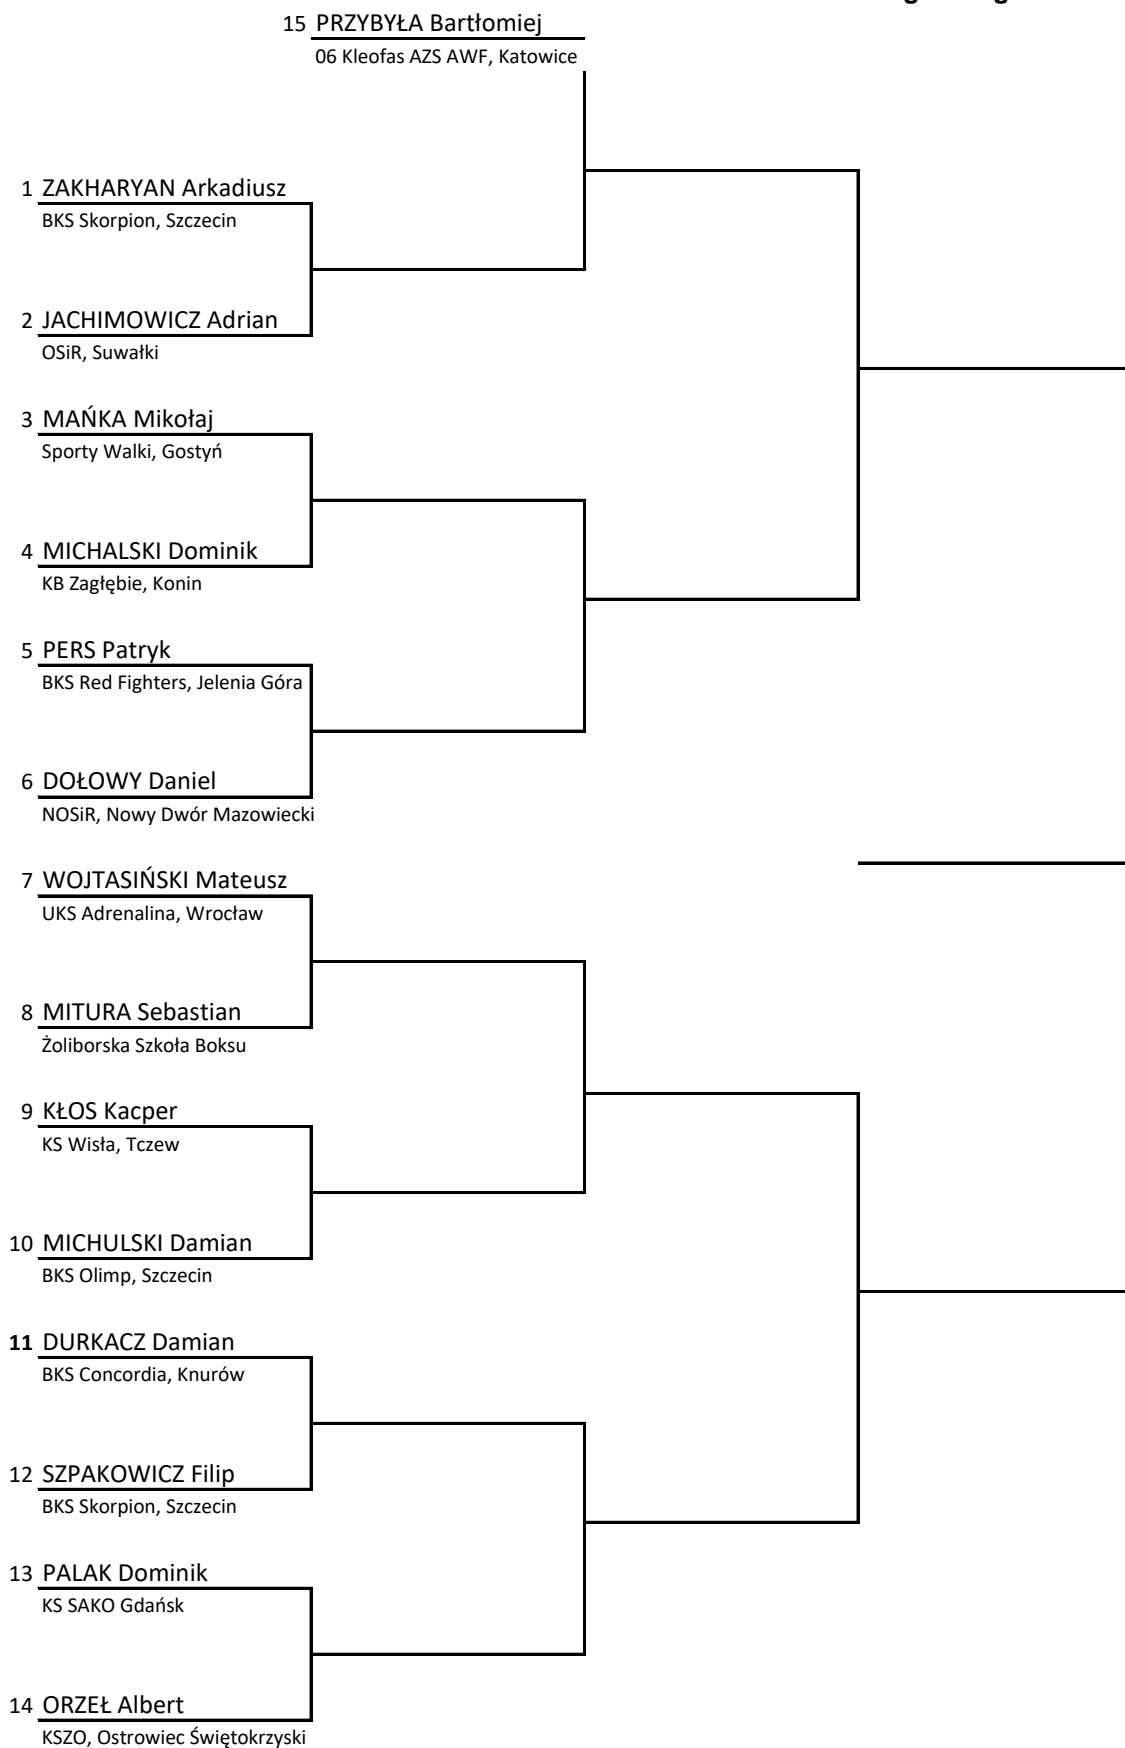 15 PRZYBYŁA Bartłomiej
06 Kleofas AZS AWF, Katowice
1 ZAKHARYAN Arkadiusz
BKS Skorpion, Szczecin
2 JACHIMOWICZ Adrian
OSiR, Suwałki
3 MAŃKA Mikołaj
Sporty Walki, Gostyń
4 MICHALSKI Dominik
KB Zagłębie, Konin
5 PERS Patryk
BKS Red Fighters, Jelenia Góra
6 DOŁOWY Daniel
NOSiR, Nowy Dwór Mazowiecki
7 WOJTASIŃSKI Mateusz
UKS Adrenalina, Wrocław
8 MITURA Sebastian
Żoliborska Szkoła Boksu
9 KŁOS Kacper
KS Wisła, Tczew
10 MICHULSKI Damian
BKS Olimp, Szczecin
11 DURKACZ Damian
BKS Concordia, Knurów
12 SZPAKOWICZ Filip
BKS Skorpion, Szczecin
13 PALAK Dominik
KS SAKO Gdańsk
14 ORZEŁ Albert
KSZO, Ostrowiec Świętokrzyski